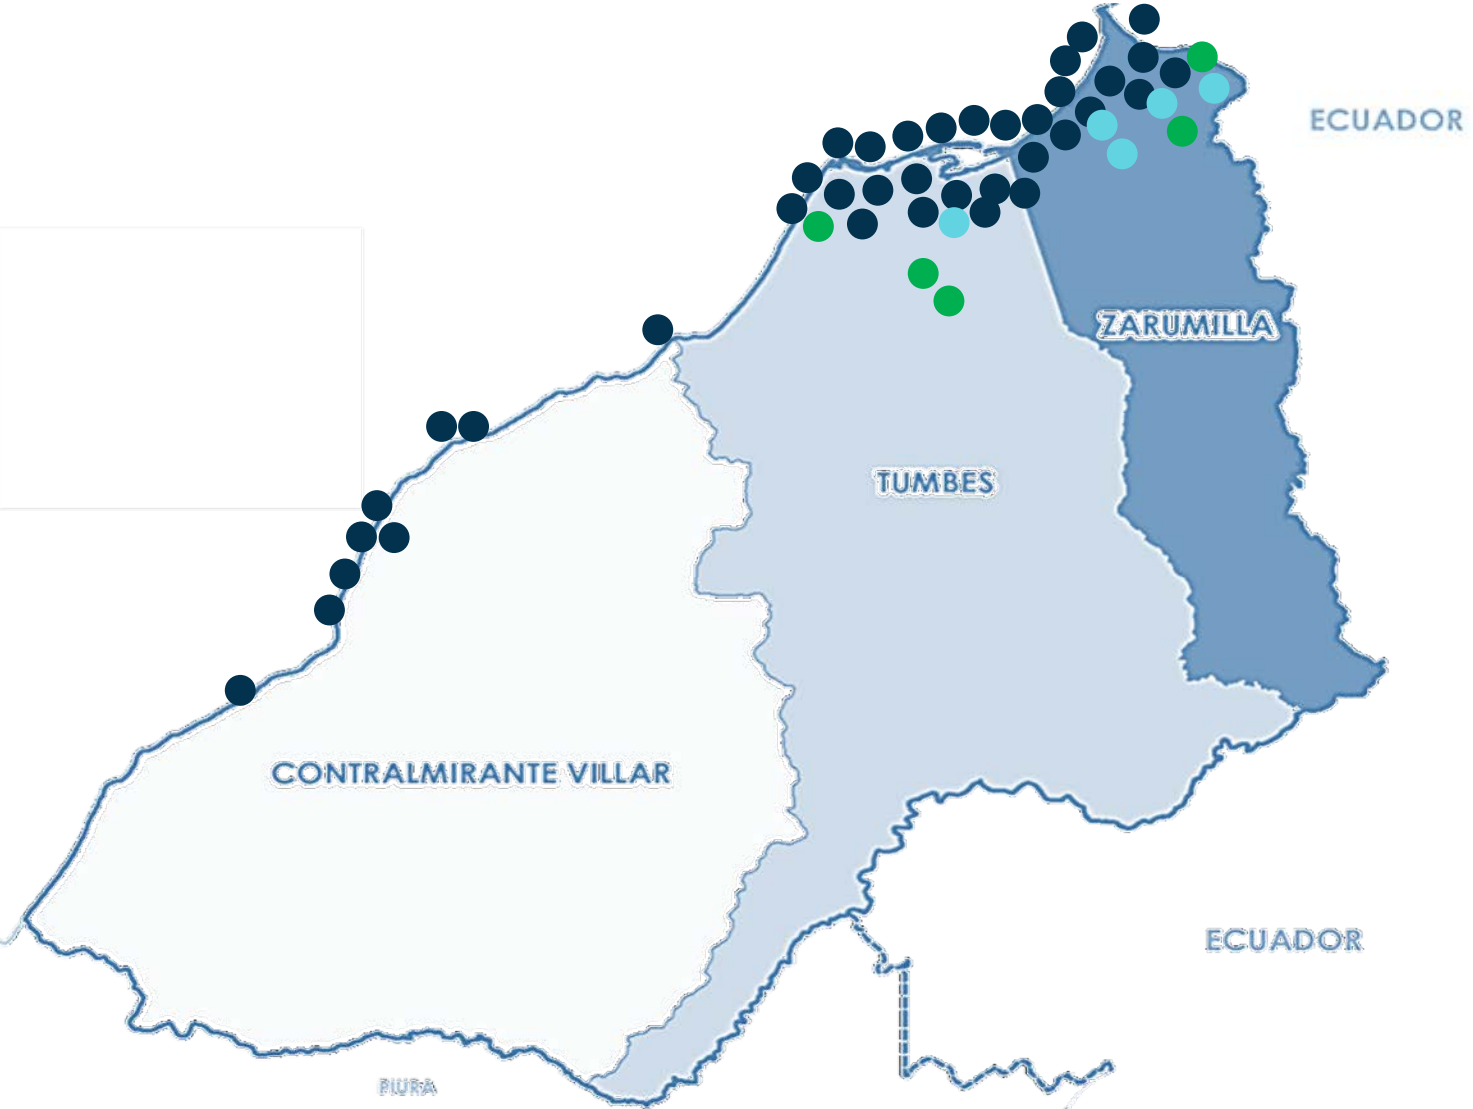 ECUADOR
ZARUMILLA
TUMBES
CONTRALMIRANTE VILLAR
ECUADOR
PIURA